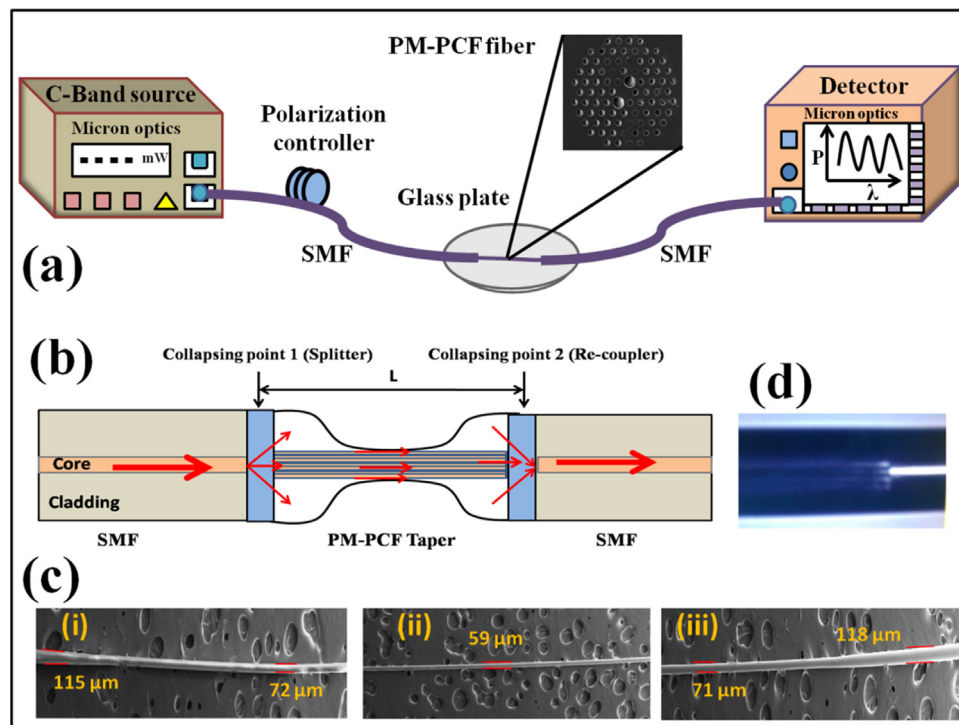 PM-PCF fiber
C-Band source
Micron optics
mW
Polarization
controller
Detector
Micron optics
P
λ
Glass plate
SMF
SMF
(a)
(b)
Collapsing point 1 (Splitter)
Collapsing point 2 (Re-coupler)
L
Core
Cladding
SMF
PM-PCF Taper
SMF
(d)
(c)
(i)
115 µm
72 µm
(ii)
59 µm
(iii)
118 µm
71 µm